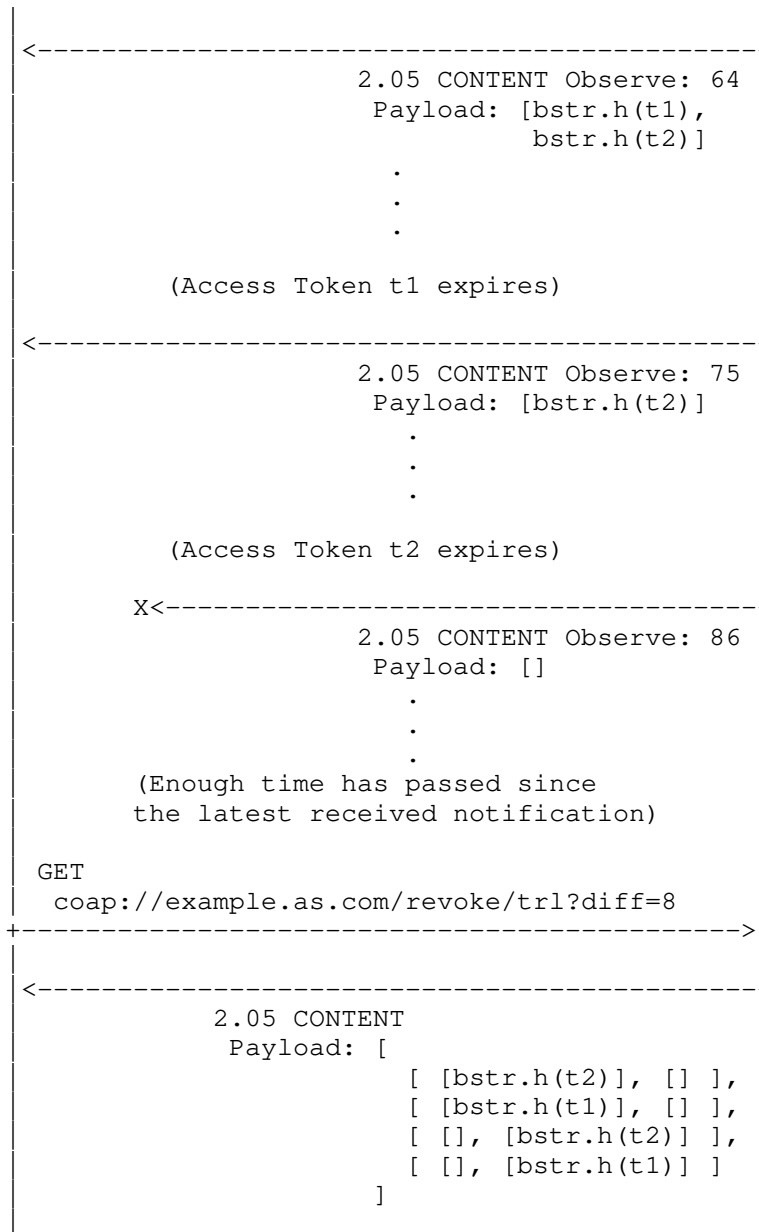 |
|<---------------------------------------------
| 2.05 CONTENT Observe: 64
| Payload: [bstr.h(t1),
| bstr.h(t2)]
| .
| .
| .
|
| (Access Token t1 expires)
|
|<---------------------------------------------
| 2.05 CONTENT Observe: 75
| Payload: [bstr.h(t2)]
| .
| .
| .
|
| (Access Token t2 expires)
|
| X<-------------------------------------
| 2.05 CONTENT Observe: 86
| Payload: []
| .
| .
| .
| (Enough time has passed since
| the latest received notification)
|
| GET
| coap://example.as.com/revoke/trl?diff=8
+--------------------------------------------->
|
|<---------------------------------------------
| 2.05 CONTENT
| Payload: [
| [ [bstr.h(t2)], [] ],
| [ [bstr.h(t1)], [] ],
| [ [], [bstr.h(t2)] ],
| [ [], [bstr.h(t1)] ]
| ]
|